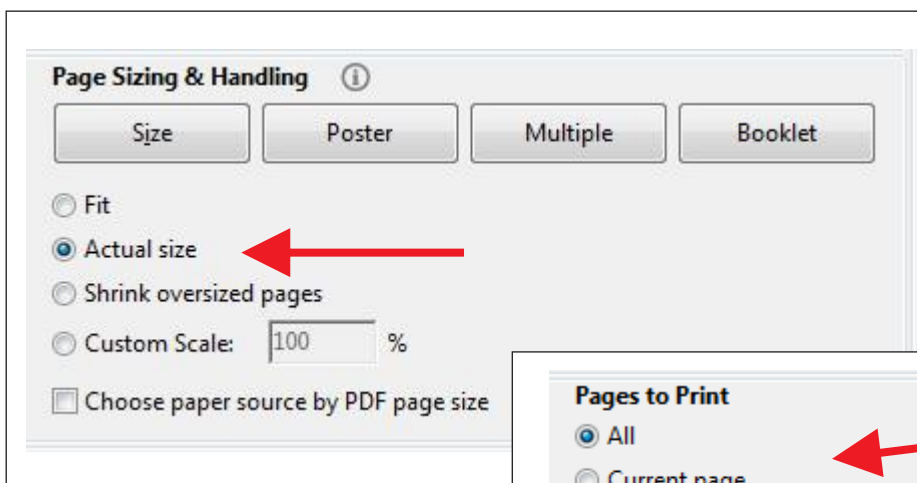 Page Sizing & Handling
Size Poster Multiple Booklet
Fit
Actual size
Shrink oversized pages
Custom Scale: 100 %
Choose paper source by PDF page size
Pages to Print
All
Current page